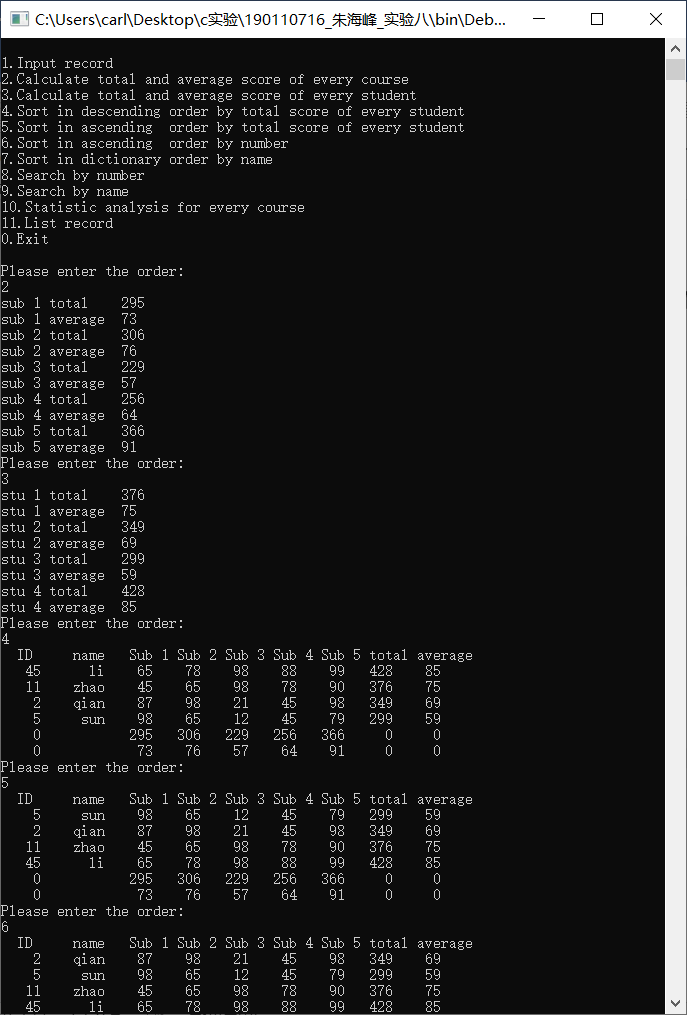 C:\Users\carl\Desktop\c实验\190110716_朱海峰_实验八\bin\Deb...
1.Input record
2.Calculate total and average score of every course
3.Calculate total and average score of every student
4.Sort in descending order by total score of every student
5.Sort in ascending  order by total score of every student
6.Sort in ascending  order by number
7.Sort in dictionary order by name
8.Search by number
9.Search by name
10.Statistic analysis for every course
11.List record
0.Exit
Please enter the order:
2
sub 1 total    295
sub 1 average  73
sub 2 total    306
sub 2 average  76
sub 3 total    229
sub 3 average  57
sub 4 total    256
sub 4 average  64
sub 5 total    366
sub 5 average  91
Please enter the order:
3
stu 1 total    376
stu 1 average  75
stu 2 total    349
stu 2 average  69
stu 3 total    299
stu 3 average  59
stu 4 total    428
stu 4 average  85
Please enter the order:
4
  ID     name   Sub 1 Sub 2 Sub 3 Sub 4 Sub 5 total average
   45      li    65    78    98    88    99   428    85
   11    zhao    45    65    98    78    90   376    75
    2    qian    87    98    21    45    98   349    69
    5     sun    98    65    12    45    79   299    59
    0           295   306   229   256   366     0     0
    0            73    76    57    64    91     0     0
Please enter the order:
5
  ID     name   Sub 1 Sub 2 Sub 3 Sub 4 Sub 5 total average
    5     sun    98    65    12    45    79   299    59
    2    qian    87    98    21    45    98   349    69
   11    zhao    45    65    98    78    90   376    75
   45      li    65    78    98    88    99   428    85
    0           295   306   229   256   366     0     0
    0            73    76    57    64    91     0     0
Please enter the order:
6
  ID     name   Sub 1 Sub 2 Sub 3 Sub 4 Sub 5 total average
    2    qian    87    98    21    45    98   349    69
    5     sun    98    65    12    45    79   299    59
   11    zhao    45    65    98    78    90   376    75
   45      li    65    78    98    88    99   428    85